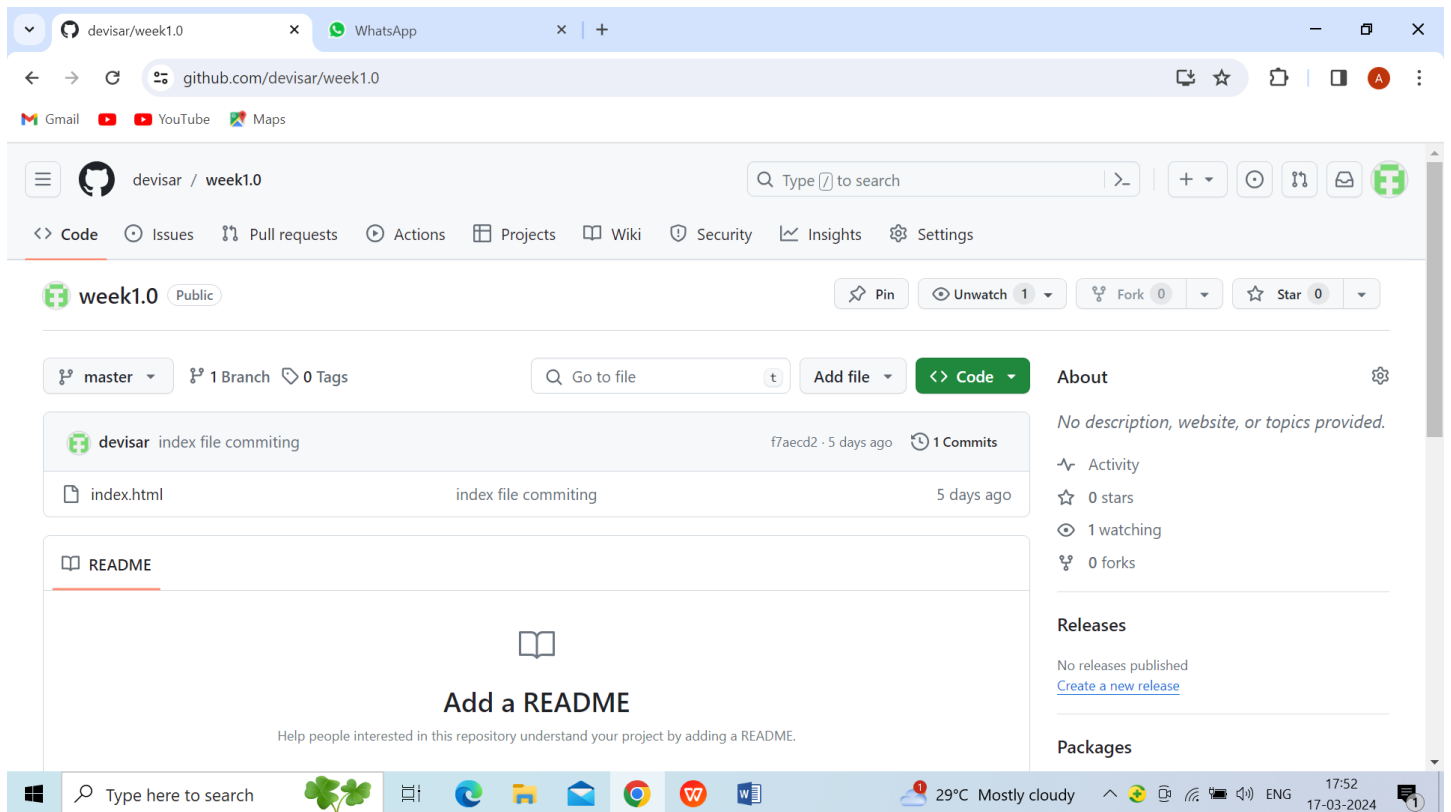 devisar/week1.0
WhatsApp
github.com/devisar/week1.0
A
Gmail YouTube Maps
devisar / week1.0
Type / to search
Code Issues Pull requests Actions Projects Wiki Security Insights Settings
week1.0 Public
Pin Unwatch 1 Fork 0 Star 0
master 1 Branch 0 Tags Go to file t Add file <> Code
About
No description, website, or topics provided.
devisar index file commiting f7aecd2 · 5 days ago 1 Commits
Activity
index.html index file commiting 5 days ago
0 stars
1 watching
0 forks
README
Releases
No releases published
Create a new release
Add a README
Help people interested in this repository understand your project by adding a README.
Packages
Type here to search
W
W
1
29°C Mostly cloudy
ENG
17:52
17-03-2024
1